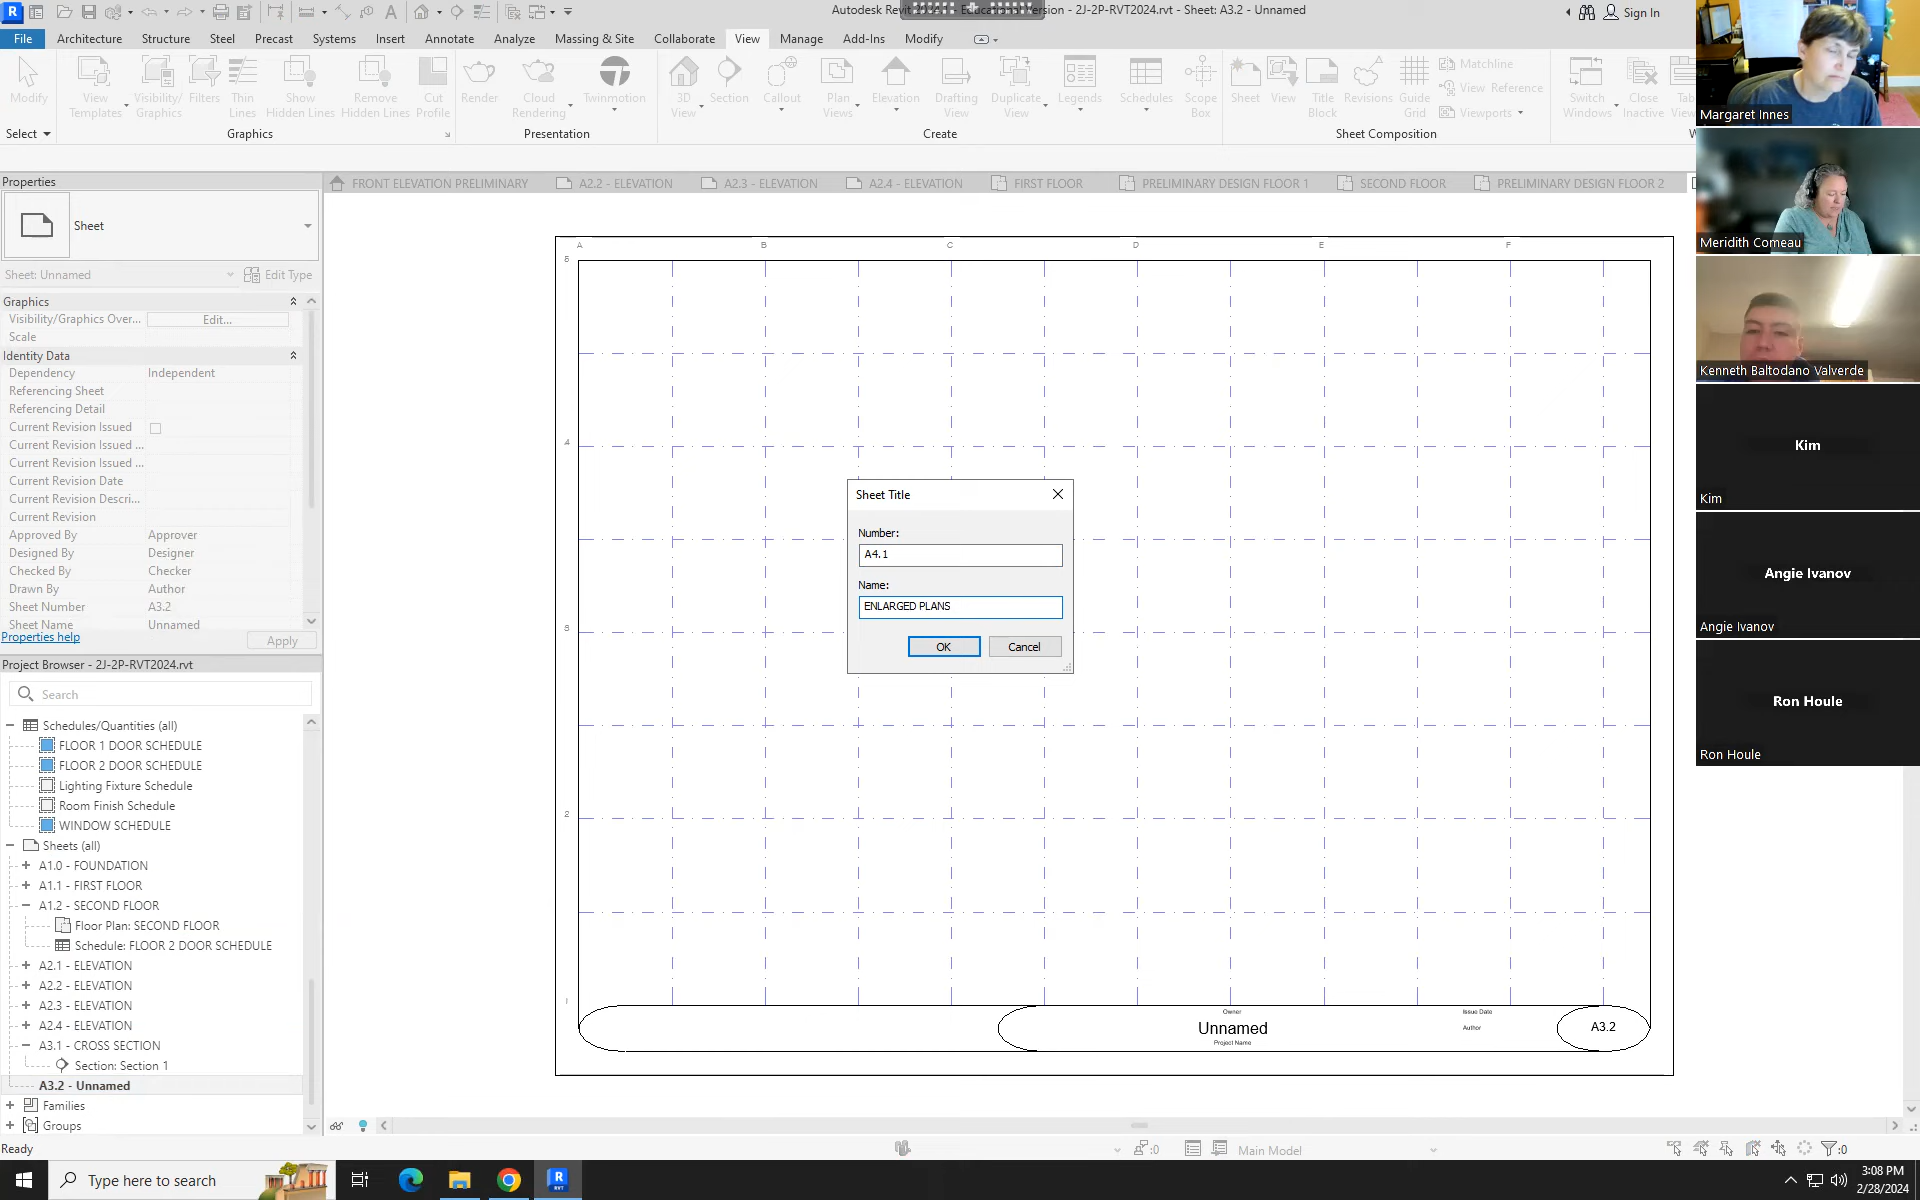 Autodesk Revit
- Educational Version - 2J-2P-RVT2024.rvt - Sheet: A3.2 - Unnamed
Sign In
File
Architecture
Structure
Steel
Precast
Systems
Insert
Annotate
Analyze
Massing & Site
Collaborate
View
Manage
Add-Ins
Modify
Modify
View Templates
Visibility/ Graphics
Filters
Thin Lines
Show Hidden Lines
Remove Hidden Lines
Cut Profile
Render
Cloud Rendering
Twinmotion
3D View
Section
Callout
Plan Views
Elevation
Drafting View
Duplicate View
Legends
Schedules
Scope Box
Sheet
View
Title Block
Revisions
Guide Grid
Matchline
View Reference
Viewports
Switch Windows
Close Inactive
Select
Graphics
Presentation
Create
Sheet Composition
Properties
FRONT ELEVATION PRELIMINARY
A2.2 - ELEVATION
A2.3 - ELEVATION
A2.4 - ELEVATION
FIRST FLOOR
PRELIMINARY DESIGN FLOOR 1
SECOND FLOOR
PRELIMINARY DESIGN FLOOR 2
Sheet
Sheet: Unnamed
Edit Type
Graphics
Visibility/Graphics Over...
Edit...
Scale
Identity Data
Dependency
Independent
Referencing Sheet
Referencing Detail
Current Revision Issued
Current Revision Issued ...
Current Revision Issued ...
Current Revision Date
Current Revision Descri...
Current Revision
Approved By
Approver
Designed By
Designer
Checked By
Checker
Drawn By
Author
Sheet Number
A3.2
Sheet Name
Unnamed
Properties help
Apply
Project Browser - 2J-2P-RVT2024.rvt
Search
Schedules/Quantities (all)
FLOOR 1 DOOR SCHEDULE
FLOOR 2 DOOR SCHEDULE
Lighting Fixture Schedule
Room Finish Schedule
WINDOW SCHEDULE
Sheets (all)
A1.0 - FOUNDATION
A1.1 - FIRST FLOOR
A1.2 - SECOND FLOOR
Floor Plan: SECOND FLOOR
Schedule: FLOOR 2 DOOR SCHEDULE
A2.1 - ELEVATION
A2.2 - ELEVATION
A2.3 - ELEVATION
A2.4 - ELEVATION
A3.1 - CROSS SECTION
Section: Section 1
A3.2 - Unnamed
Families
Groups
A B C D E F
5
4
3
2
1
Sheet Title
Number:
A4.1
Name:
ENLARGED PLANS
OK
Cancel
Owner
Unnamed
Project Name
Issue Date
Author
A3.2
Margaret Innes
Meridith Comeau
Kenneth Baltodano Valverde
Kim
Kim
Angie Ivanov
Angie Ivanov
Ron Houle
Ron Houle
Ready
:0
Main Model
:0
Type here to search
3:08 PM
2/28/2024